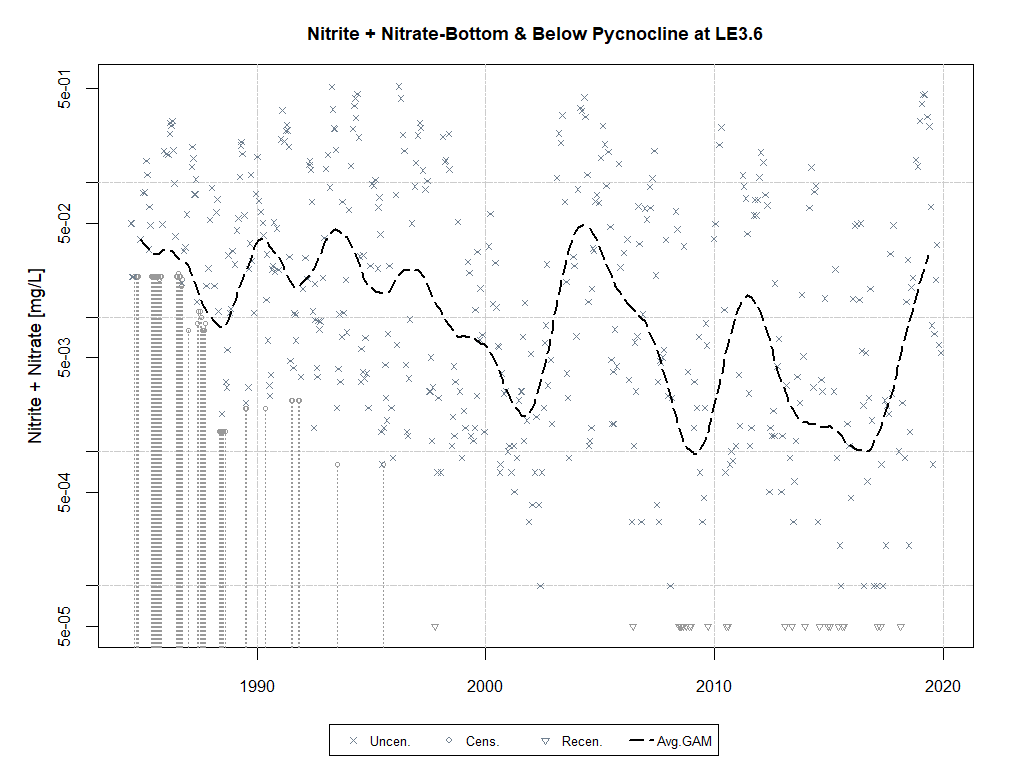 Nitrite + Nitrate-Bottom & Below Pycnocline at LE3.6
Nitrite + Nitrate [mg/L]
5e-01
5e-02
5e-03
5e-04
5e-05
1990 2000 2010 2020
Uncen. Cens. Recen. Avg.GAM